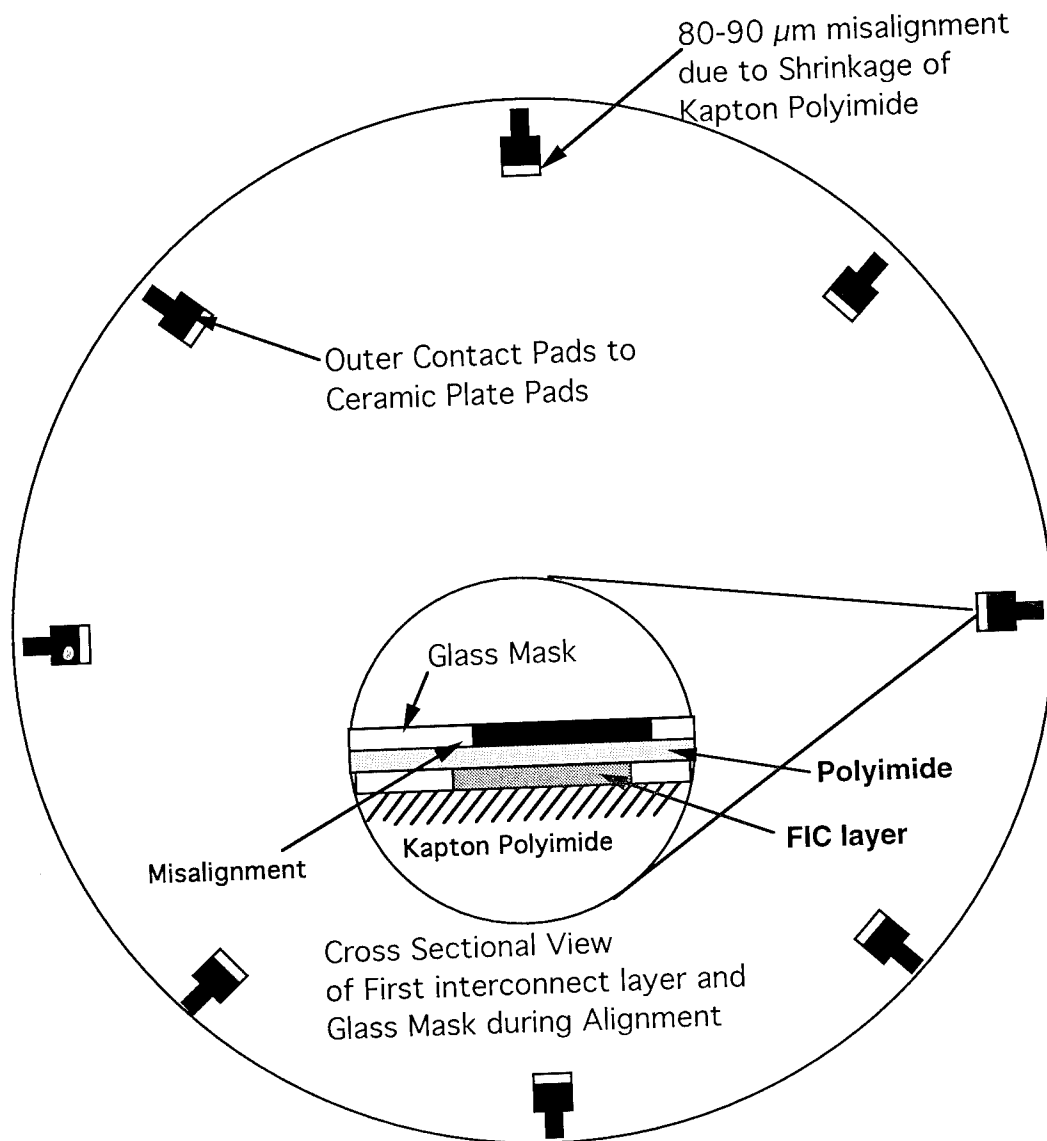 80-90 µm misalignment
due to Shrinkage of
Kapton Polyimide
Outer Contact Pads to
Ceramic Plate Pads
Glass Mask
Polyimide
FIC layer
Kapton Polyimide
Misalignment
Cross Sectional View
of First interconnect layer and
Glass Mask during Alignment